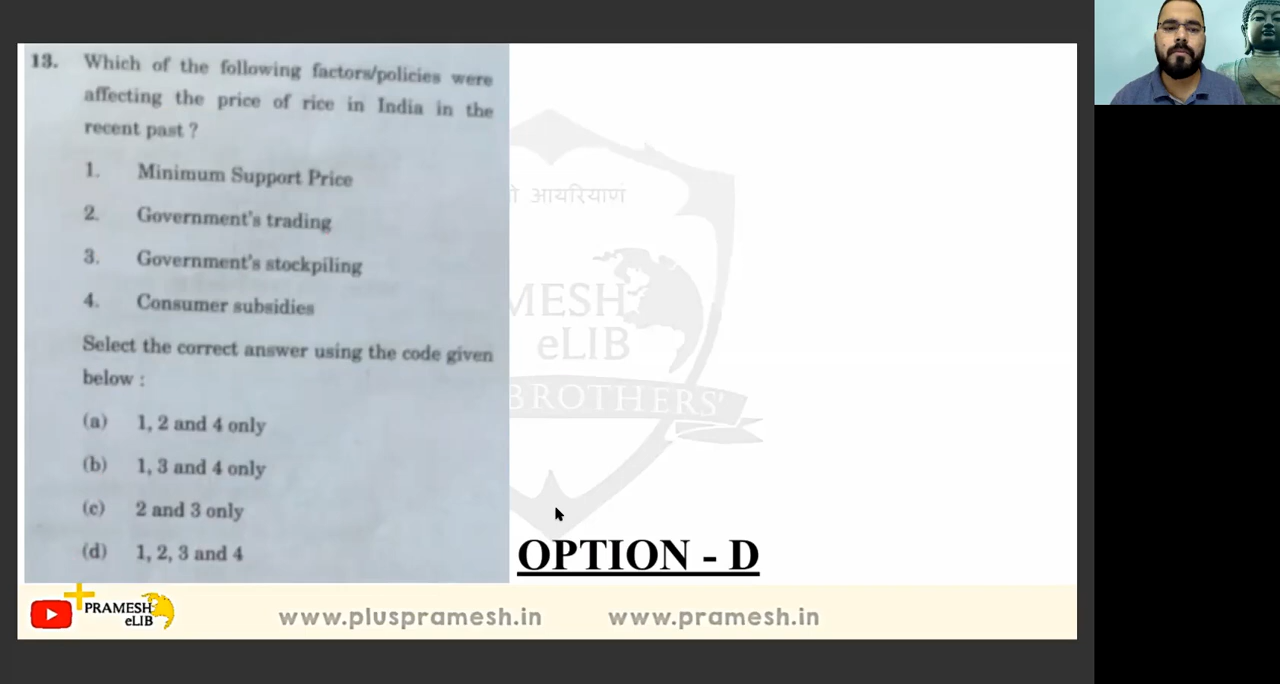 13. Which of the following factors/policies were
affecting the price of rice in India in the
recent past ?
1. Minimum Support Price
2. Government's trading
3. Government's stockpiling
4. Consumer subsidies
Select the correct answer using the code given
below :
(a) 1, 2 and 4 only
(b) 1, 3 and 4 only
(c) 2 and 3 only
(d) 1, 2, 3 and 4
आयरियाणं
MESH
eLIB
BROTHERS'
OPTION - D
PRAMESH
eLIB
www.pluspramesh.in
www.pramesh.in